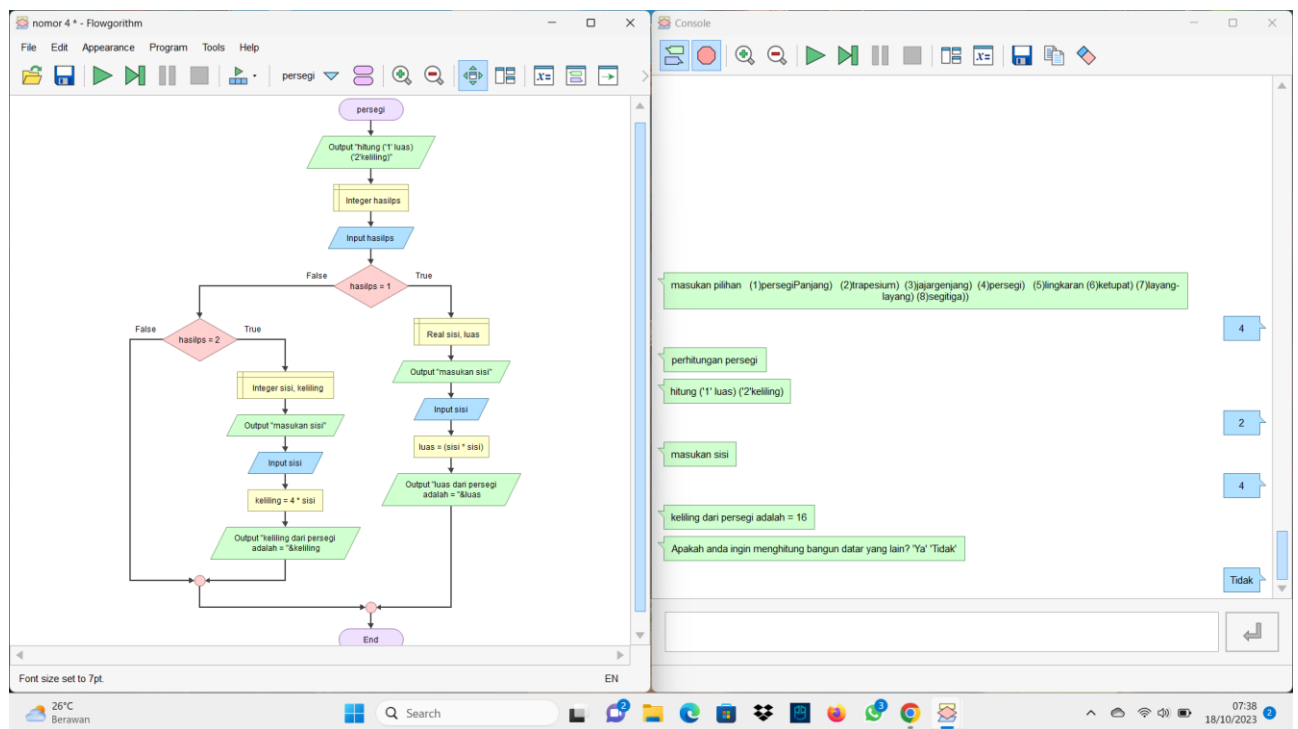 nomor 4 * - Flowgorithm
File Edit Appearance Program Tools Help
persegi
x=
persegi
Output "hitung ('1' luas)
('2'keliling)"
Integer hasilps
Input hasilps
False
True
hasilps = 1
False
True
hasilps = 2
Real sisi, luas
Output "masukan sisi"
Input sisi
luas = (sisi * sisi)
Output "luas dari persegi
adalah = "&luas
Integer sisi, keliling
Output "masukan sisi"
Input sisi
keliling = 4 * sisi
Output "keliling dari persegi
adalah = "&keliling
End
Font size set to 7pt.
EN
Console
x=
masukan pilihan (1)persegiPanjang) (2)trapesium) (3)jajargenjang) (4)persegi) (5)lingkaran (6)ketupat) (7)layang-
layang) (8)segitiga))
4
perhitungan persegi
hitung ('1' luas) ('2'keliling)
2
masukan sisi
4
keliling dari persegi adalah = 16
Apakah anda ingin menghitung bangun datar yang lain? 'Ya' 'Tidak'
Tidak
26°C
Berawan
Search
2
3
07:38
18/10/2023
2